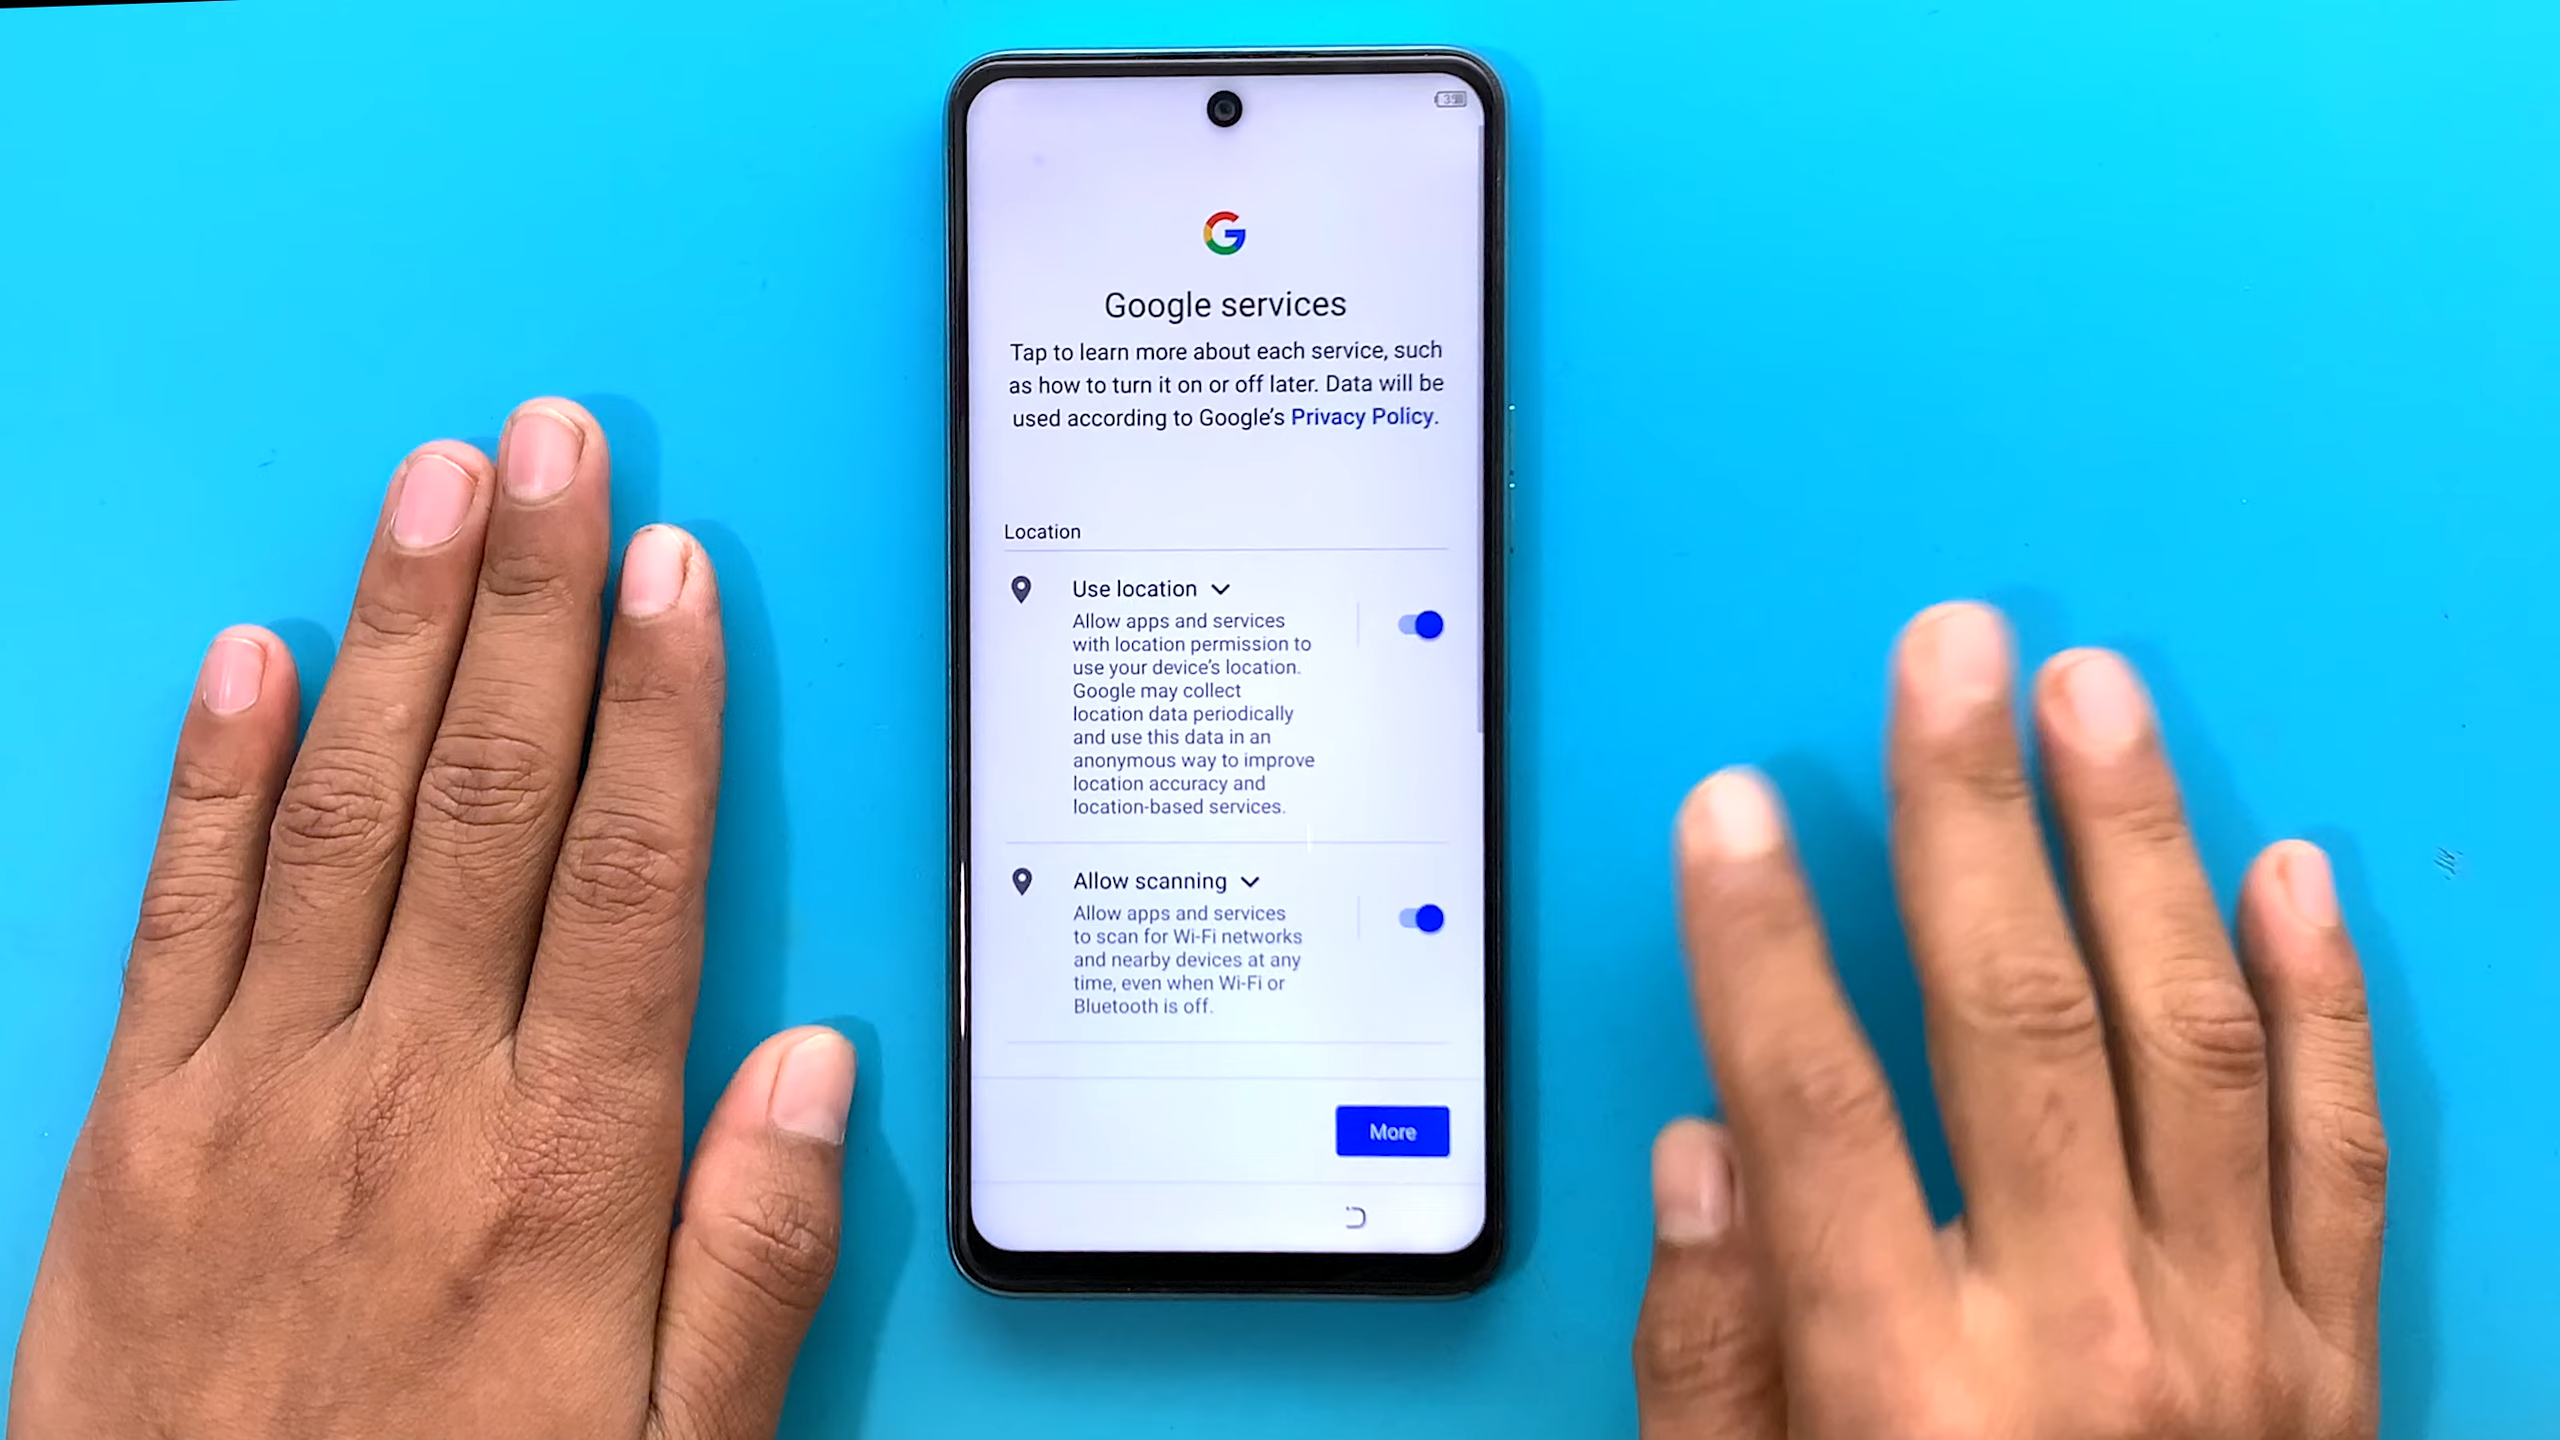 Google services
Tap to learn more about each service, such
as how to turn it on or off later. Data will be
used according to Google’s Privacy Policy.
Location
Use location
Allow apps and services
with location permission to
use your device’s location.
Google may collect
location data periodically
and use this data in an
anonymous way to improve
location accuracy and
location-based services.
Allow scanning
Allow apps and services
to scan for Wi-Fi networks
and nearby devices at any
time, even when Wi-Fi or
Bluetooth is off.
More